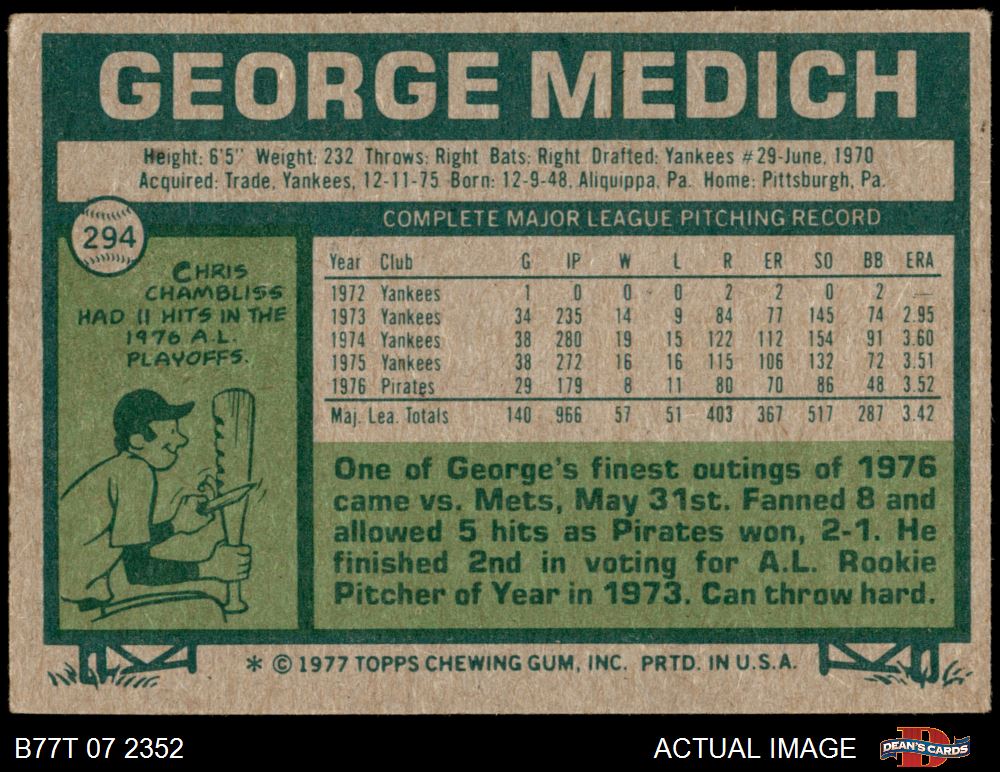 GEORGE MEDICH
Height: 6'5" Weight: 232 Throws: Right Bats: Right Drafted: Yankees #29-June, 1970
Acquired: Trade, Yankees, 12-11-75 Born: 12-9-48, Aliquippa, Pa. Home: Pittsburgh, Pa.
294
CHRIS
CHAMBLISS
HAD 11 HITS IN THE
1976 A.L.
PLAYOFFS.
COMPLETE MAJOR LEAGUE PITCHING RECORD
Year Club G IP W L R ER SO BB ERA
1972 Yankees 1 0 0 0 2 2 0 2 —
1973 Yankees 34 235 14 9 84 77 145 74 2.95
1974 Yankees 38 280 19 15 122 112 154 91 3.60
1975 Yankees 38 272 16 16 115 106 132 72 3.51
1976 Pirates 29 179 8 11 80 70 86 48 3.52
Maj. Lea. Totals 140 966 57 51 403 367 517 287 3.42
One of George's finest outings of 1976
came vs. Mets, May 31st. Fanned 8 and
allowed 5 hits as Pirates won, 2-1. He
finished 2nd in voting for A.L. Rookie
Pitcher of Year in 1973. Can throw hard.
* © 1977 TOPPS CHEWING GUM, INC. PRTD. IN U.S.A.
B77T 07 2352
ACTUAL IMAGE
DEAN'S CARDS